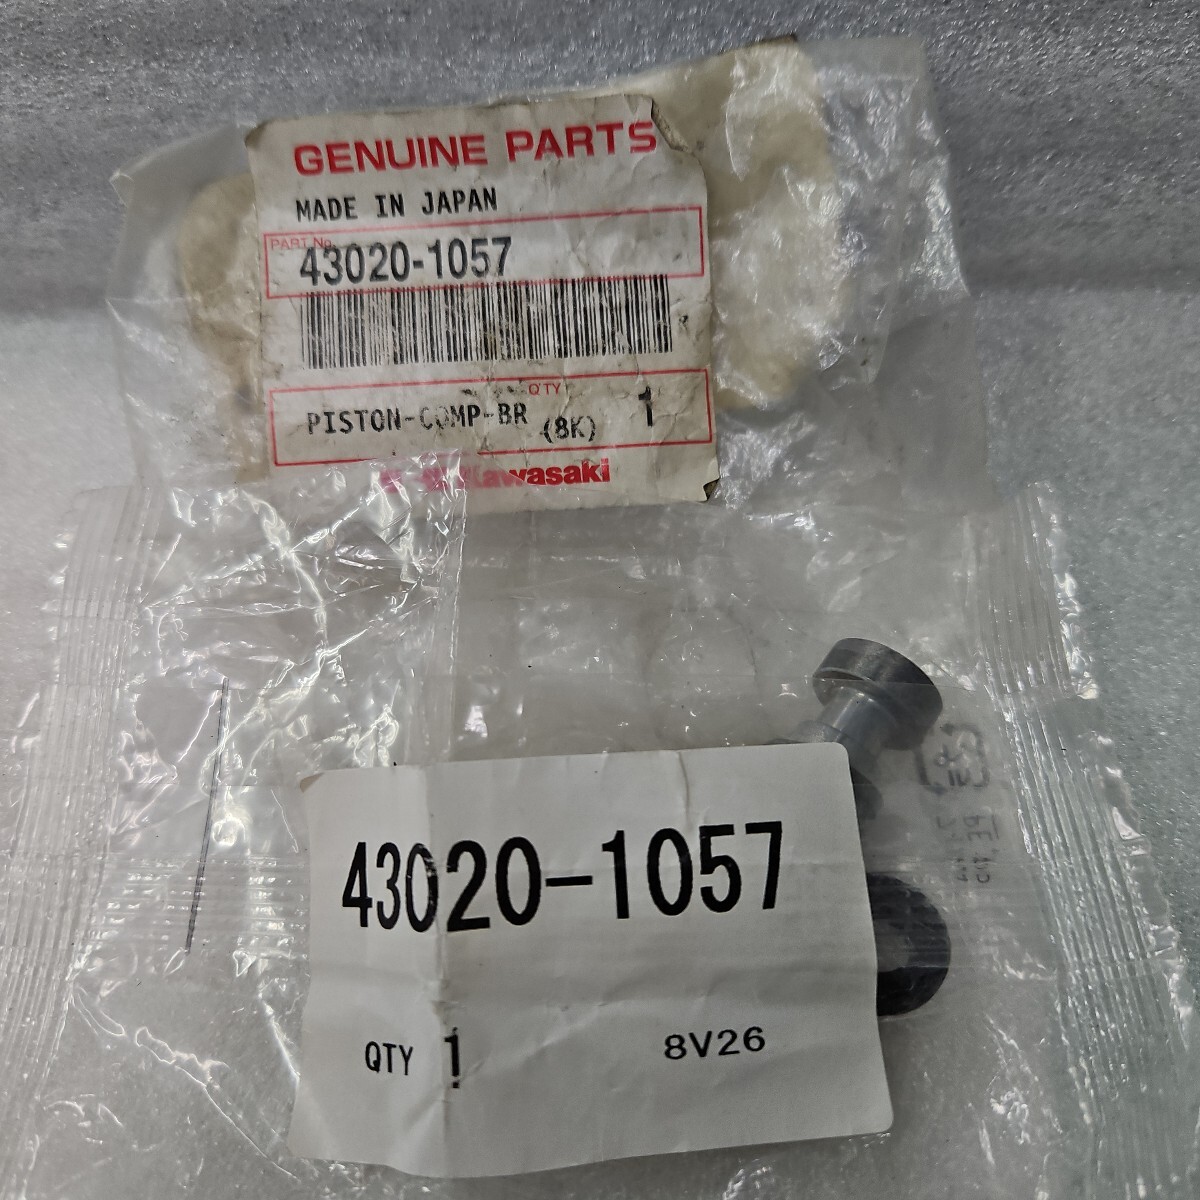 GENUINE PARTS
MADE IN JAPAN
PART No.
43020-1057
Q'TY
PISTON-COMP-BR (8K) 1
Kawasaki
43020-1057
QTY 1 8V26